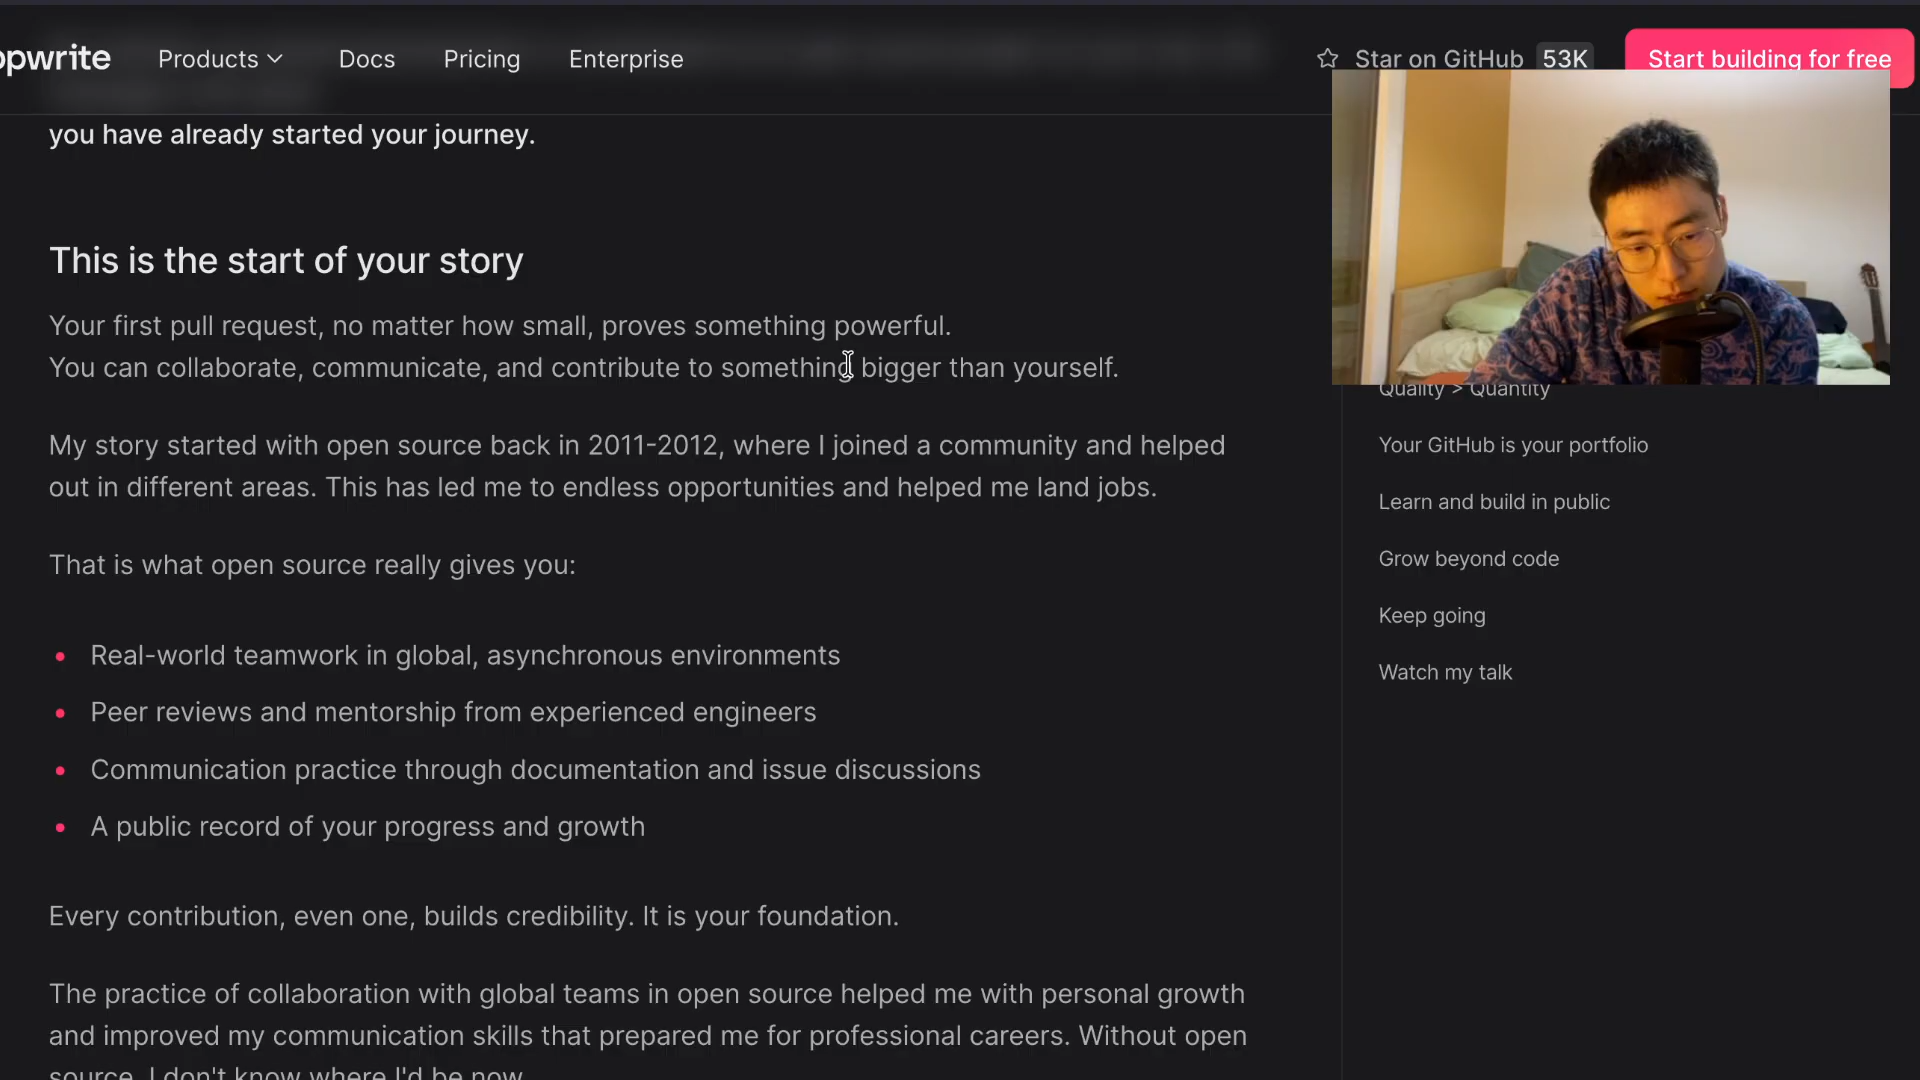 ppwrite
Products
Docs
Pricing
Enterprise
Star on GitHub 53K
Start building for free
you have already started your journey.
This is the start of your story
Your first pull request, no matter how small, proves something powerful.
You can collaborate, communicate, and contribute to something bigger than yourself.
My story started with open source back in 2011-2012, where I joined a community and helped
out in different areas. This has led me to endless opportunities and helped me land jobs.
That is what open source really gives you:
Real-world teamwork in global, asynchronous environments
Peer reviews and mentorship from experienced engineers
Communication practice through documentation and issue discussions
A public record of your progress and growth
Every contribution, even one, builds credibility. It is your foundation.
The practice of collaboration with global teams in open source helped me with personal growth
and improved my communication skills that prepared me for professional careers. Without open
source, I don't know where I'd be now.
Quality > Quantity
Your GitHub is your portfolio
Learn and build in public
Grow beyond code
Keep going
Watch my talk